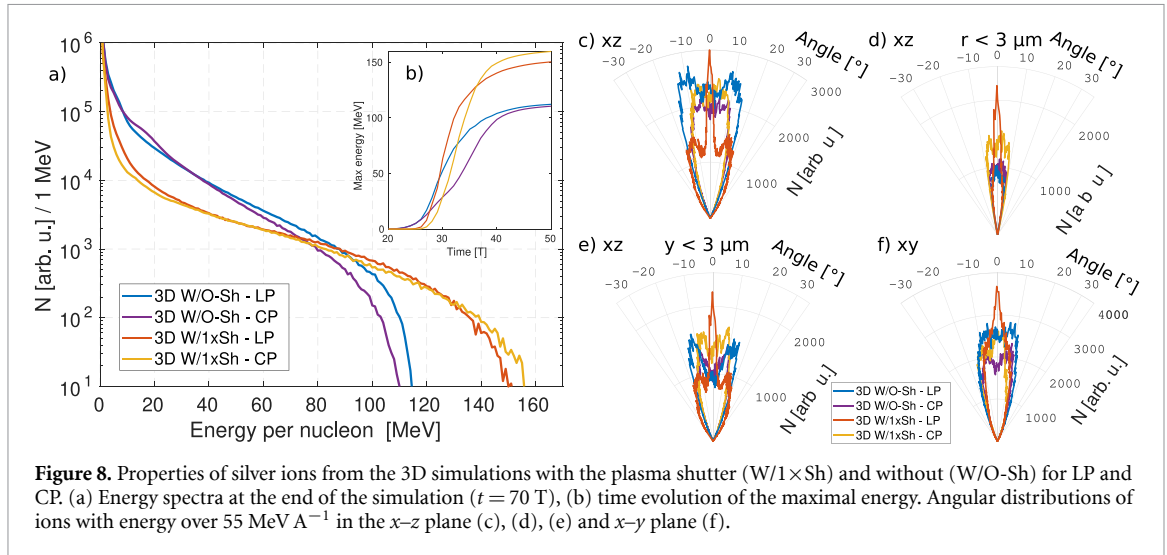 a)
10^6
10^5
10^4
10^3
10^2
10^1
N [arb. u.] / 1 MeV
0 20 40 60 80 100 120 140 160
Energy per nucleon [MeV]
3D W/O-Sh - LP
3D W/O-Sh - CP
3D W/1xSh - LP
3D W/1xSh - CP
b)
150
100
50
0
Max energy [MeV]
20 30 40 50
Time [T]
c) xz
-30 -20 -10 0 10 20 30
Angle [°]
3000
2000
1000
N [arb. u.]
d) xz r < 3 µm
-30 -20 -10 0 10 20 30
Angle [°]
3000
2000
1000
N [a b u]
e) xz y < 3 µm
-30 -20 -10 0 10 20 30
Angle [°]
2000
1000
N [arb. u.]
f) xy
-30 -20 -10 0 10 20 30
Angle [°]
4000
3000
2000
1000
N [arb. u.]
3D W/O-Sh - LP
3D W/O-Sh - CP
3D W/1xSh - LP
3D W/1xSh - CP
Figure 8. Properties of silver ions from the 3D simulations with the plasma shutter (W/1×Sh) and without (W/O-Sh) for LP and
CP. (a) Energy spectra at the end of the simulation (t = 70 T), (b) time evolution of the maximal energy. Angular distributions of
ions with energy over 55 MeV A⁻¹ in the x–z plane (c), (d), (e) and x–y plane (f).